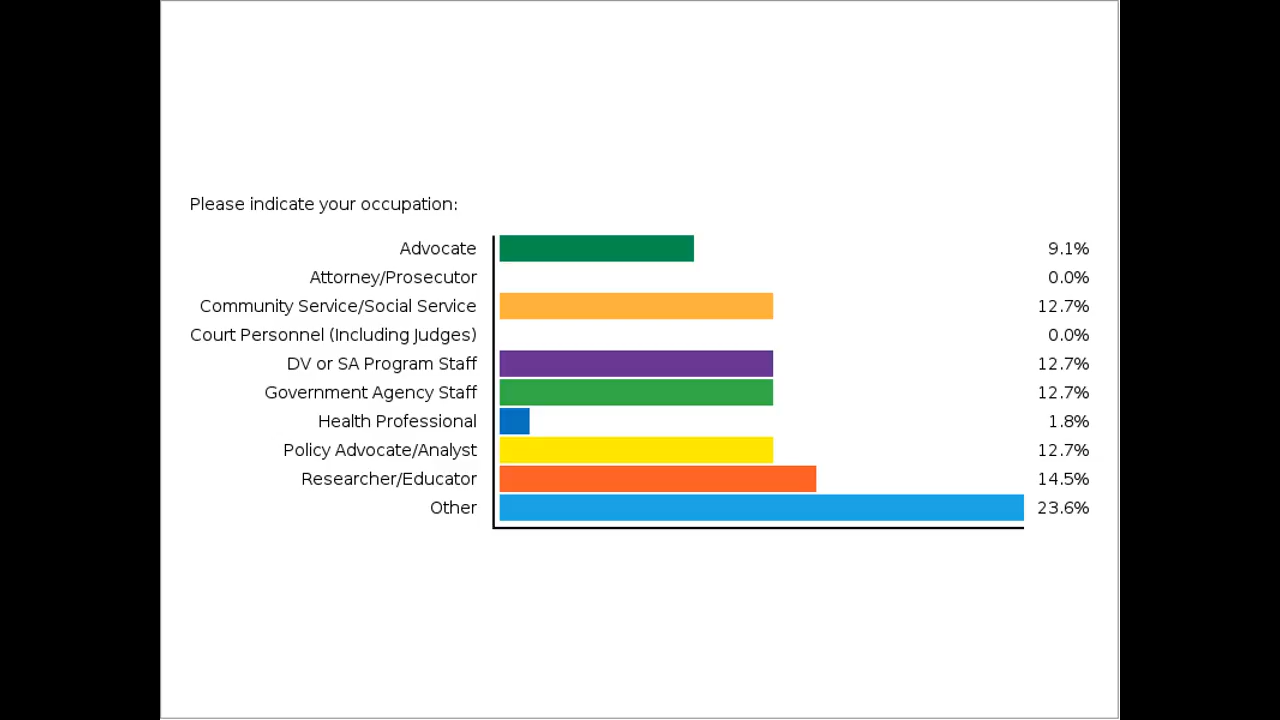 Please indicate your occupation:
Advocate 9.1%
Attorney/Prosecutor 0.0%
Community Service/Social Service 12.7%
Court Personnel (Including Judges) 0.0%
DV or SA Program Staff 12.7%
Government Agency Staff 12.7%
Health Professional 1.8%
Policy Advocate/Analyst 12.7%
Researcher/Educator 14.5%
Other 23.6%